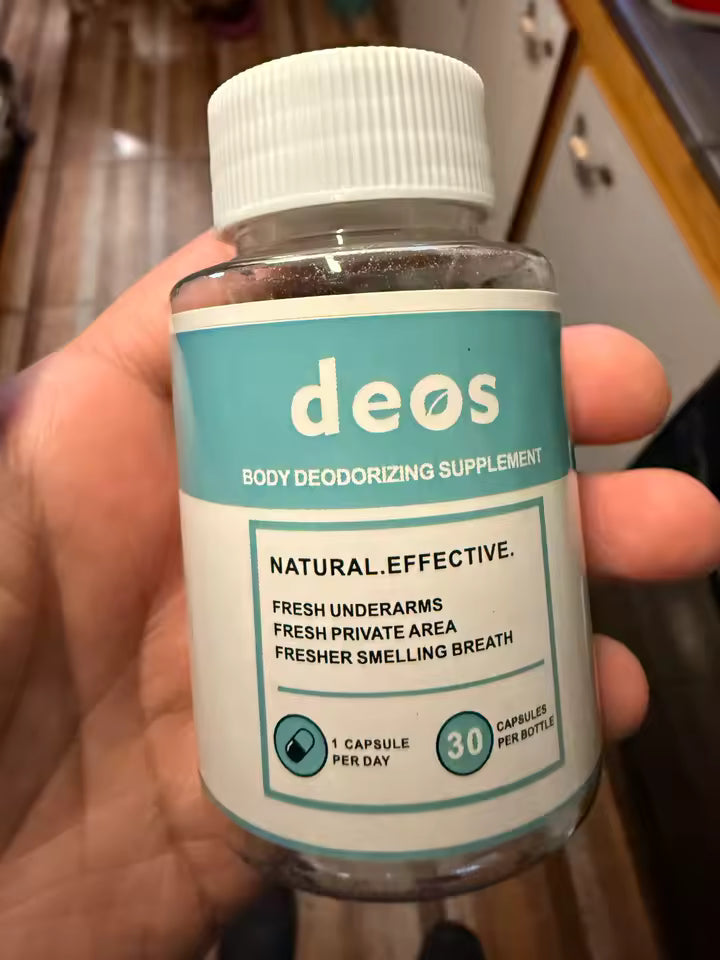 deos
BODY DEODORIZING SUPPLEMENT
NATURAL.EFFECTIVE.
FRESH UNDERARMS
FRESH PRIVATE AREA
FRESHER SMELLING BREATH
1 CAPSULE
PER DAY
30
CAPSULES
PER BOTTLE